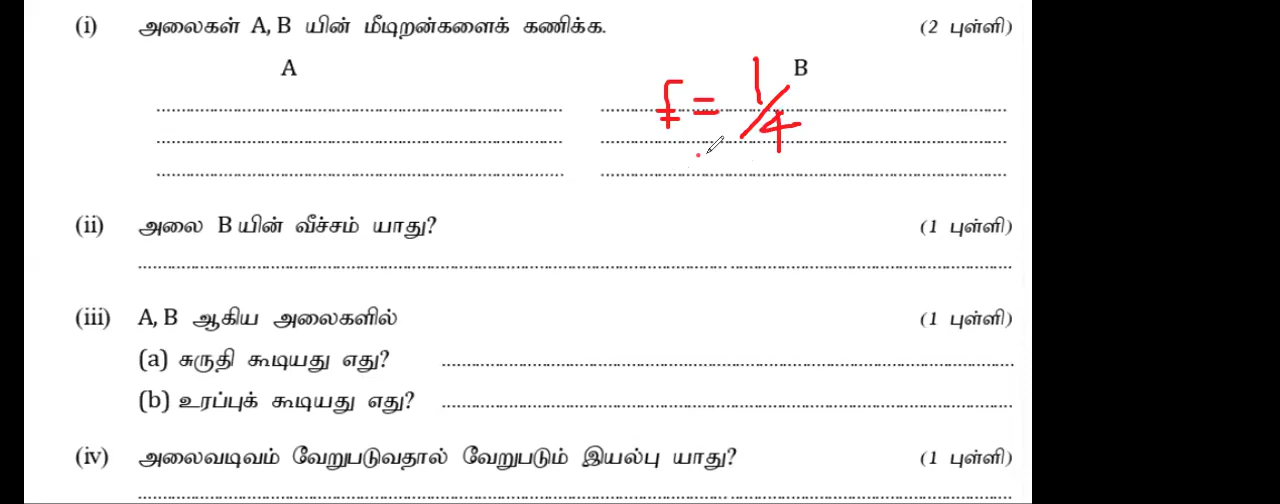 (i) அலைகள் A, B யின் மீடிறன்களைக் கணிக்க. (2 புள்ளி)
A B
f = 1/4
(ii) அலை B யின் வீச்சம் யாது? (1 புள்ளி)
(iii) A, B ஆகிய அலைகளில் (1 புள்ளி)
(a) சுருதி கூடியது எது?
(b) உரப்புக் கூடியது எது?
(iv) அலைவடிவம் வேறுபடுவதால் வேறுபடும் இயல்பு யாது? (1 புள்ளி)